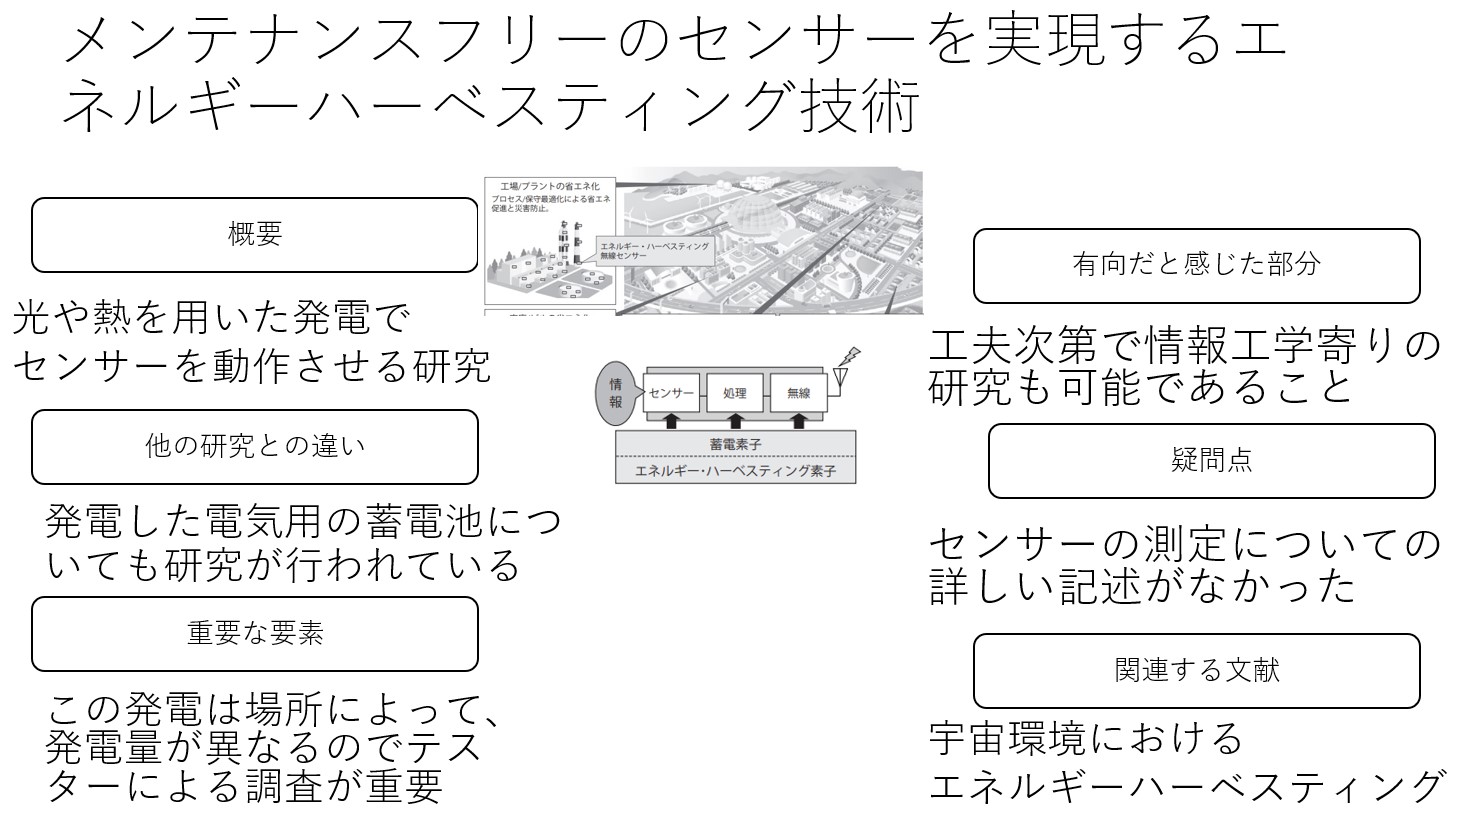 メンテナンスフリーのセンサーを実現するエ
ネルギーハーベスティング技術
概要
光や熱を用いた発電で
センサーを動作させる研究
他の研究との違い
発電した電気用の蓄電池につ
いても研究が行われている
重要な要素
この発電は場所によって、
発電量が異なるのでテス
ターによる調査が重要
工場/プラントの省エネ化
プロセス/保守最適化による省エネ
促進と災害防止。
エネルギー・ハーベスティング
無線センサー
情
報
センサー
処理
無線
蓄電素子
エネルギー・ハーベスティング素子
有向だと感じた部分
工夫次第で情報工学寄りの
研究も可能であること
疑問点
センサーの測定についての
詳しい記述がなかった
関連する文献
宇宙環境における
エネルギーハーベスティング